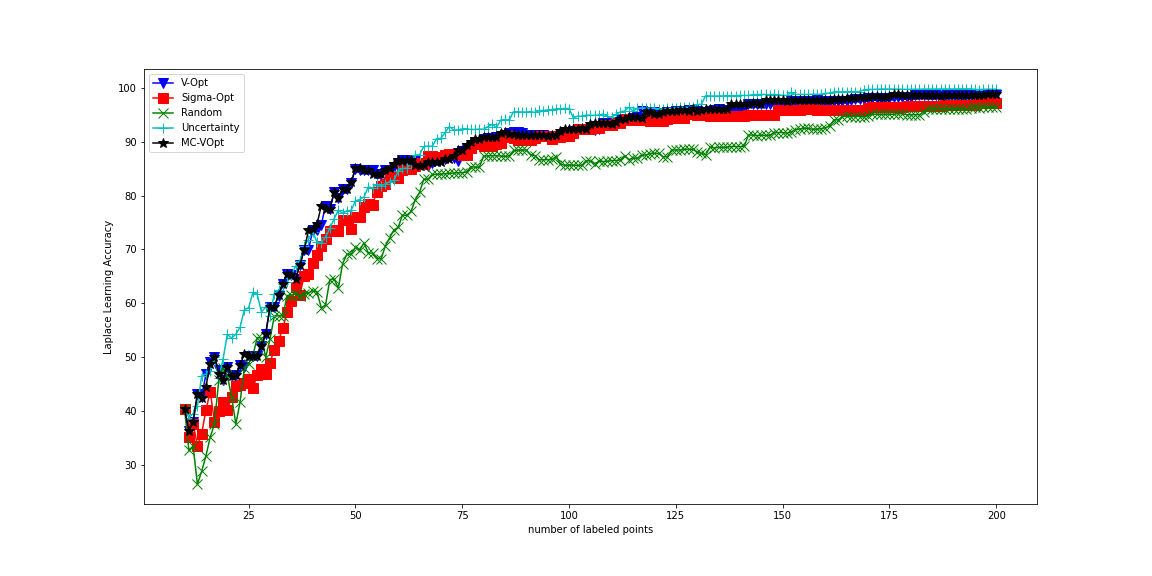 V-Opt
Sigma-Opt
Random
Uncertainty
MC-VOpt
100
90
80
70
60
50
40
30
Laplace Learning Accuracy
25
50
75
100
125
150
175
200
number of labeled points